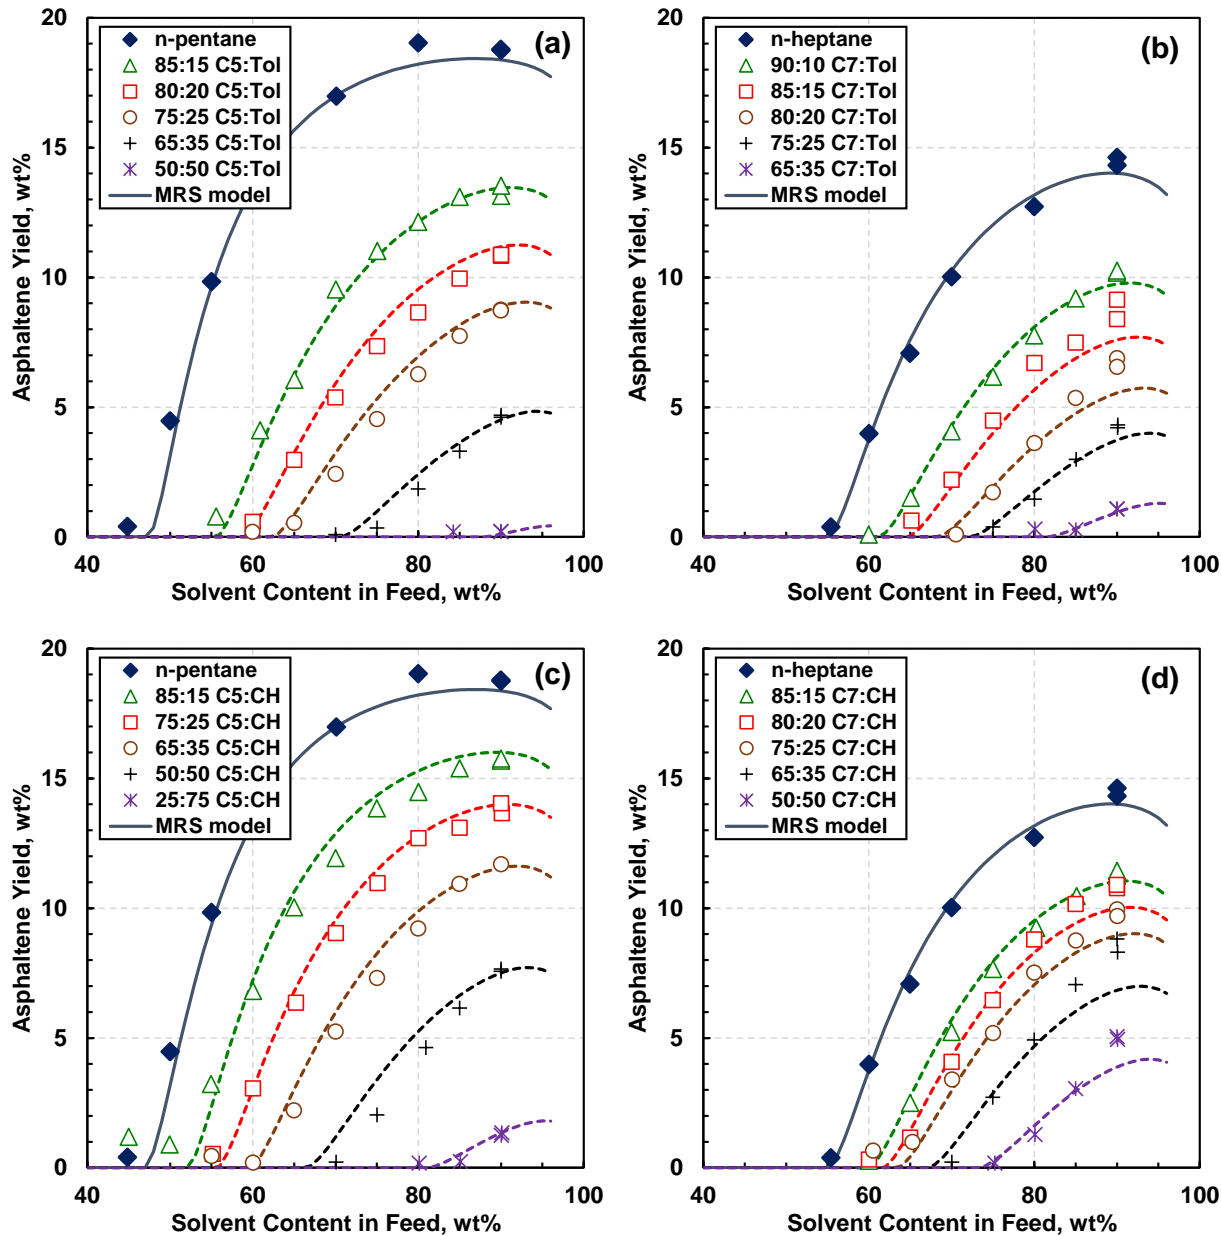 (a)
n-pentane
85:15 C5:Tol
80:20 C5:Tol
75:25 C5:Tol
65:35 C5:Tol
50:50 C5:Tol
MRS model
Asphaltene Yield, wt%
20
15
10
5
0
40 60 80 100
Solvent Content in Feed, wt%
(b)
n-heptane
90:10 C7:Tol
85:15 C7:Tol
80:20 C7:Tol
75:25 C7:Tol
65:35 C7:Tol
MRS model
Asphaltene Yield, wt%
20
15
10
5
0
40 60 80 100
Solvent Content in Feed, wt%
(c)
n-pentane
85:15 C5:CH
75:25 C5:CH
65:35 C5:CH
50:50 C5:CH
25:75 C5:CH
MRS model
Asphaltene Yield, wt%
20
15
10
5
0
40 60 80 100
Solvent Content in Feed, wt%
(d)
n-heptane
85:15 C7:CH
80:20 C7:CH
75:25 C7:CH
65:35 C7:CH
50:50 C7:CH
MRS model
Asphaltene Yield, wt%
20
15
10
5
0
40 60 80 100
Solvent Content in Feed, wt%